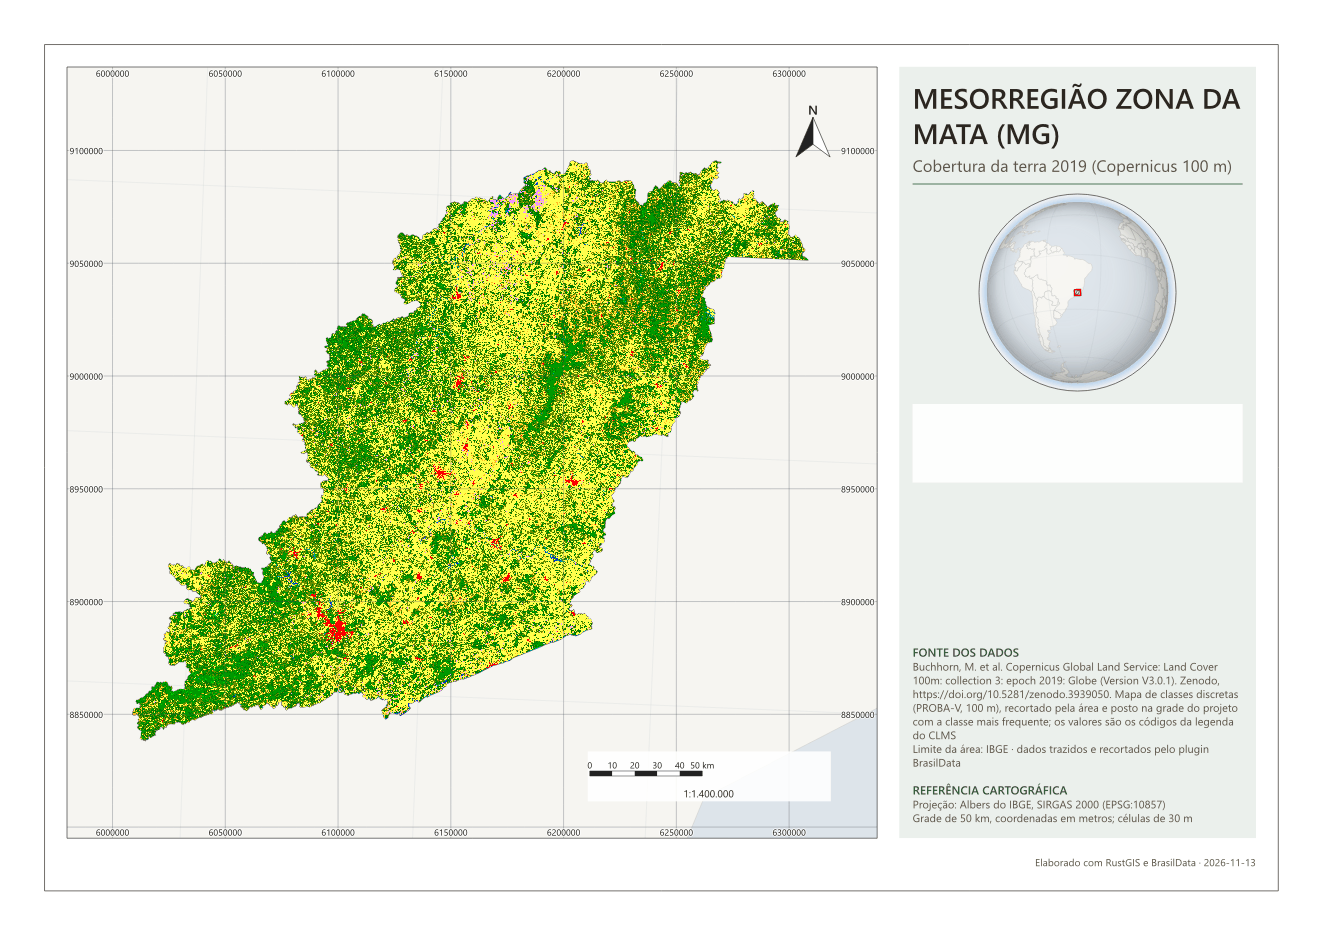 6000000 6050000 6100000 6150000 6200000 6250000 6300000
N
9100000 9100000
9050000 9050000
9000000 9000000
8950000 8950000
8900000 8900000
8850000 8850000
0 10 20 30 40 50 km
1:1.400.000
6000000 6050000 6100000 6150000 6200000 6250000 6300000
MESORREGIÃO ZONA DA
MATA (MG)
Cobertura da terra 2019 (Copernicus 100 m)
FONTE DOS DADOS
Buchhorn, M. et al. Copernicus Global Land Service: Land Cover
100m: collection 3: epoch 2019: Globe (Version V3.0.1). Zenodo,
https://doi.org/10.5281/zenodo.3939050. Mapa de classes discretas
(PROBA-V, 100 m), recortado pela área e posto na grade do projeto
com a classe mais frequente; os valores são os códigos da legenda
do CLMS
Limite da área: IBGE · dados trazidos e recortados pelo plugin
BrasilData
REFERÊNCIA CARTOGRÁFICA
Projeção: Albers do IBGE, SIRGAS 2000 (EPSG:10857)
Grade de 50 km, coordenadas em metros; células de 30 m
Elaborado com RustGIS e BrasilData · 2026-11-13